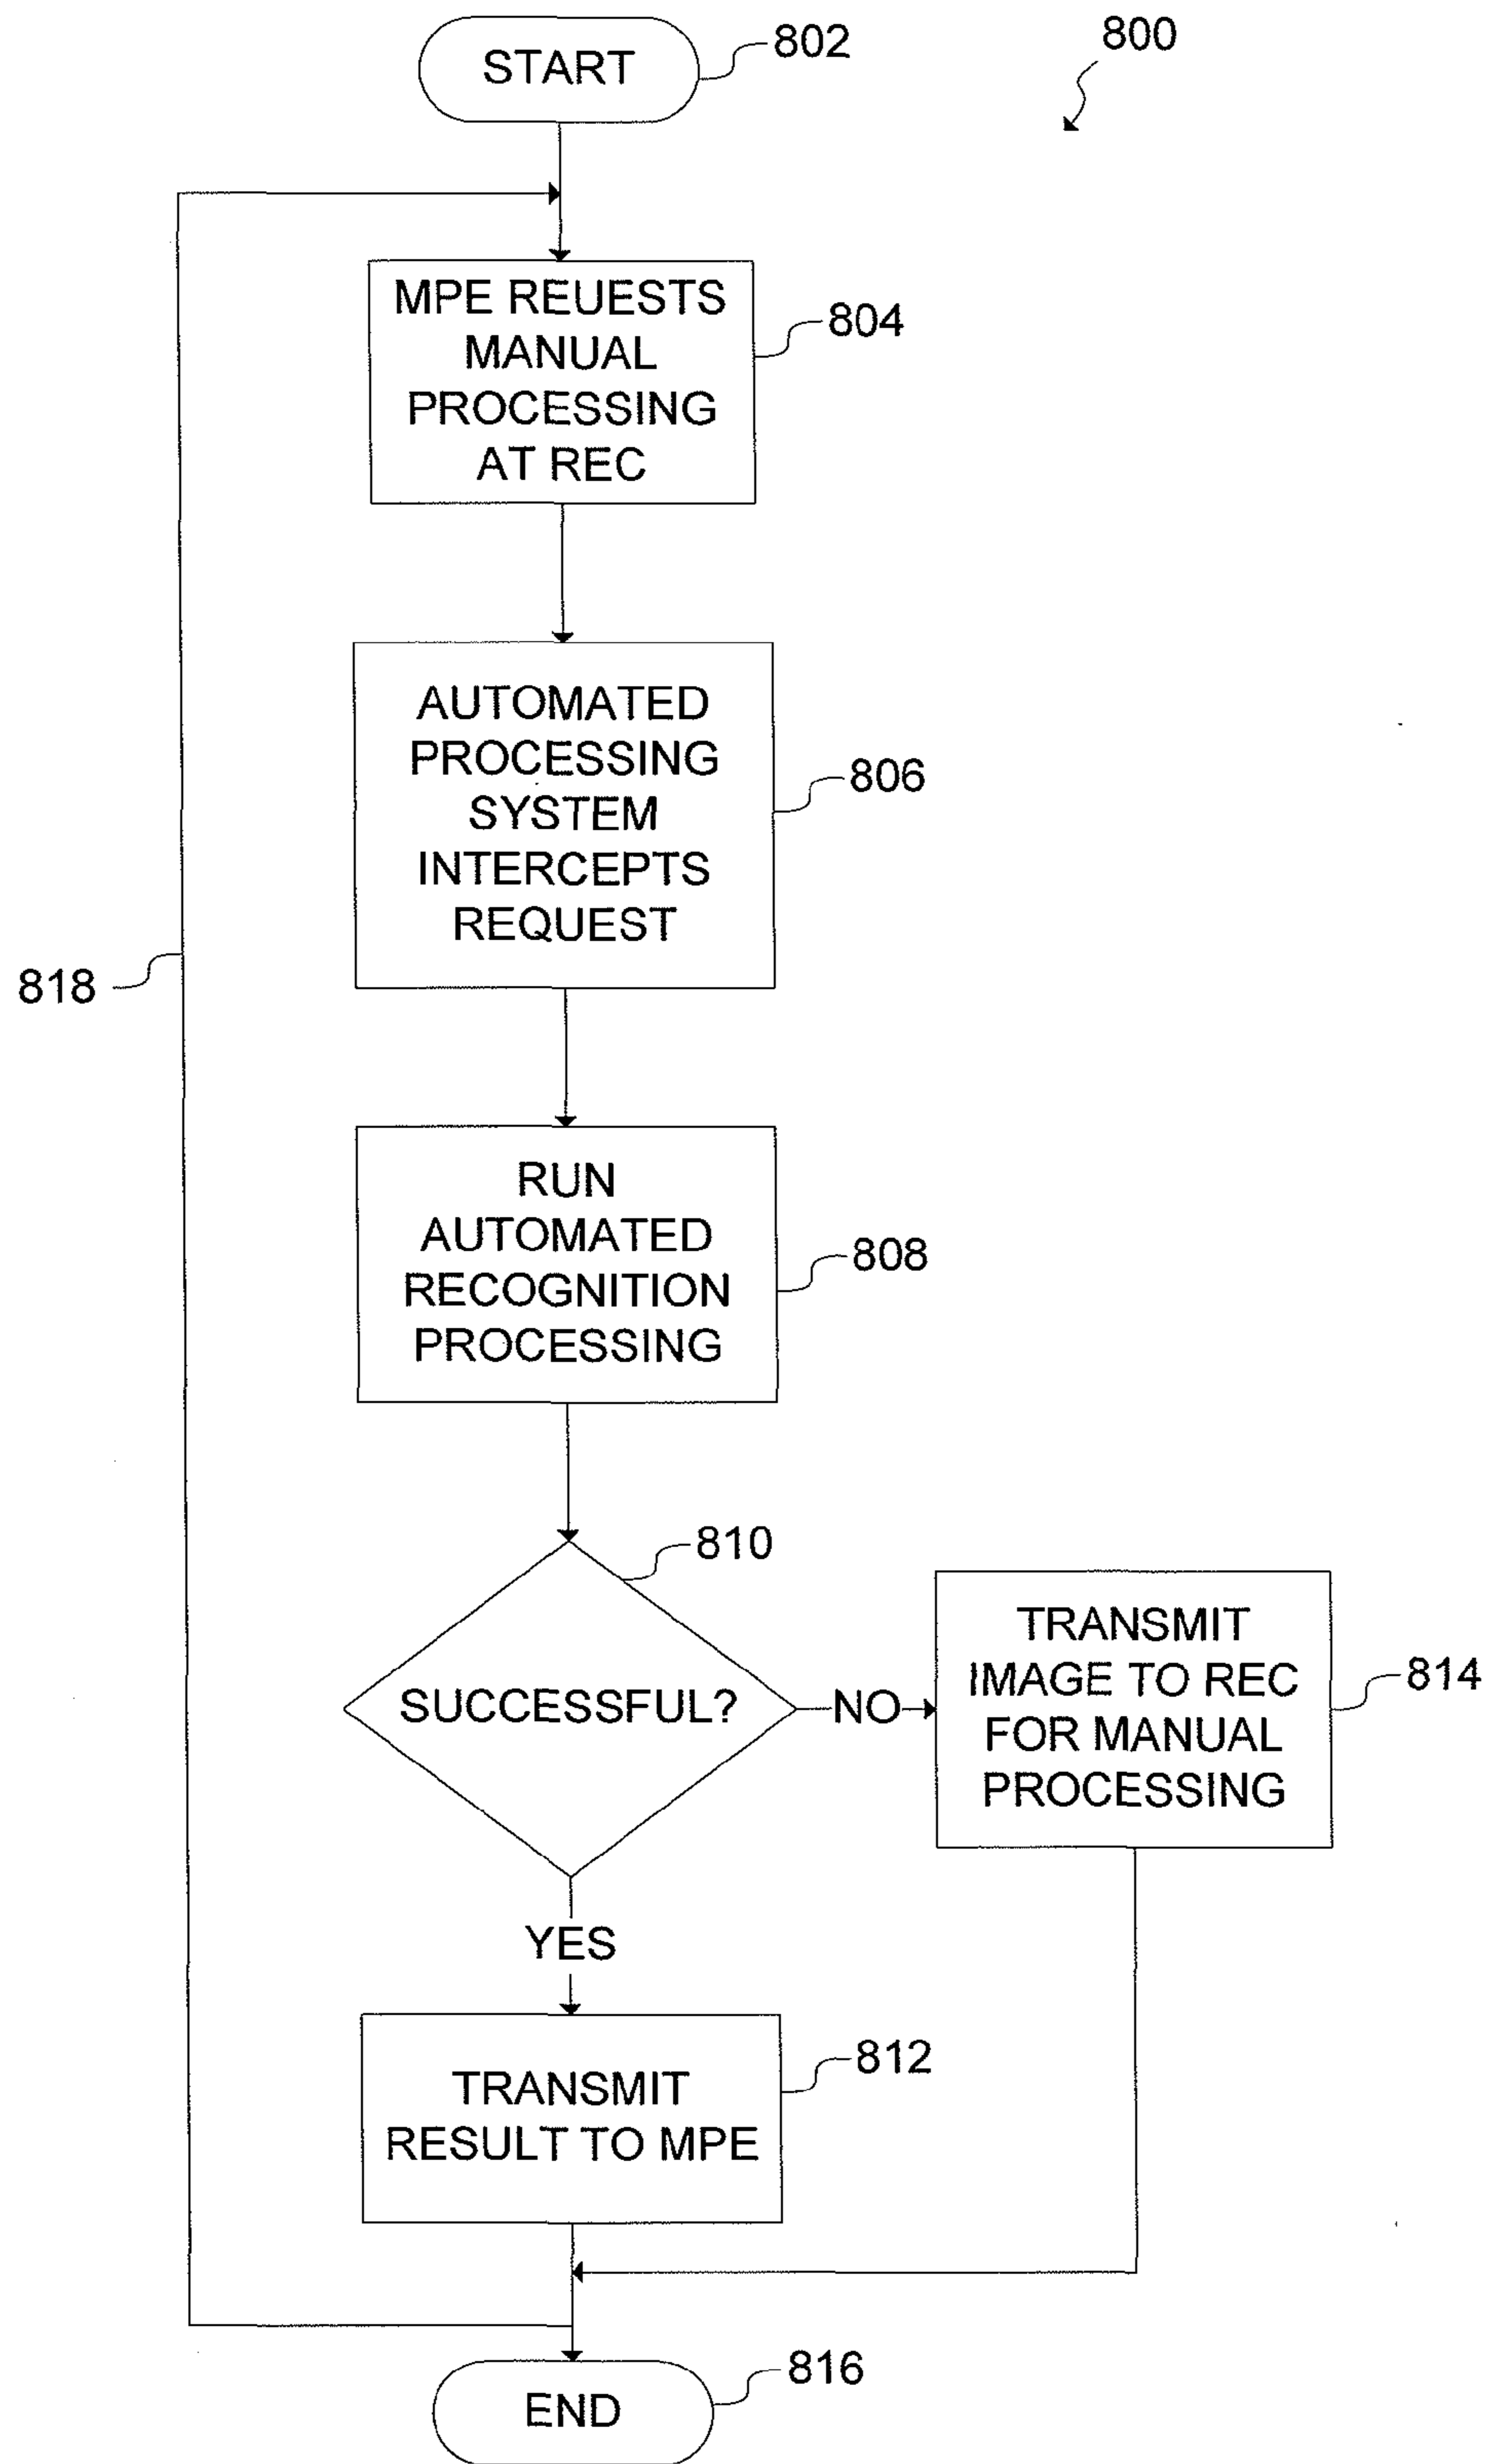 START
802
800
MPE REUESTS
MANUAL
PROCESSING
AT REC
804
AUTOMATED
PROCESSING
SYSTEM
INTERCEPTS
REQUEST
806
818
RUN
AUTOMATED
RECOGNITION
PROCESSING
808
810
SUCCESSFUL?
NO
TRANSMIT
IMAGE TO REC
FOR MANUAL
PROCESSING
814
YES
TRANSMIT
RESULT TO MPE
812
END
816